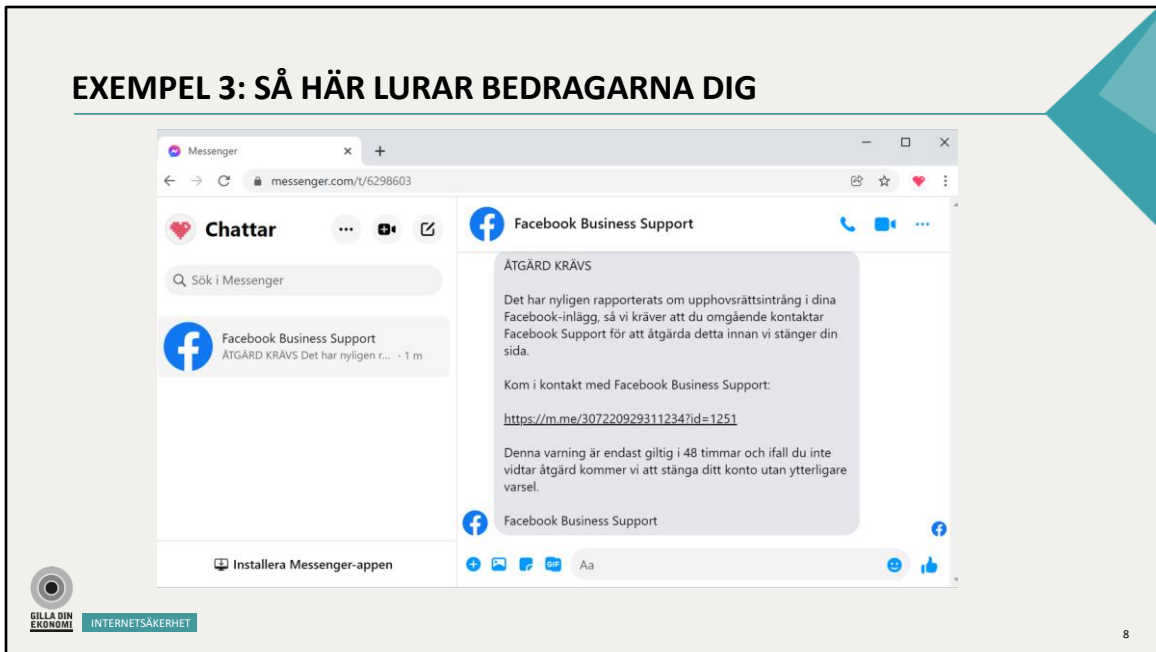 EXEMPEL 3: SÅ HÄR LURAR BEDRAGARNA DIG
Messenger
messenger.com/t/6298603
Chattar
Facebook Business Support
Sök i Messenger
Facebook Business Support
ÅTGÄRD KRÄVS Det har nyligen r... · 1 m
ÅTGÄRD KRÄVS
Det har nyligen rapporterats om upphovsrättsintrång i dina
Facebook-inlägg, så vi kräver att du omgående kontaktar
Facebook Support för att åtgärda detta innan vi stänger din
sida.
Kom i kontakt med Facebook Business Support:
https://m.me/307220929311234?id=1251
Denna varning är endast giltig i 48 timmar och ifall du inte
vidtar åtgärd kommer vi att stänga ditt konto utan ytterligare
varsel.
Facebook Business Support
Installera Messenger-appen
GIF
Aa
GILLA DIN
EKONOMI
INTERNETSÄKERHET
8